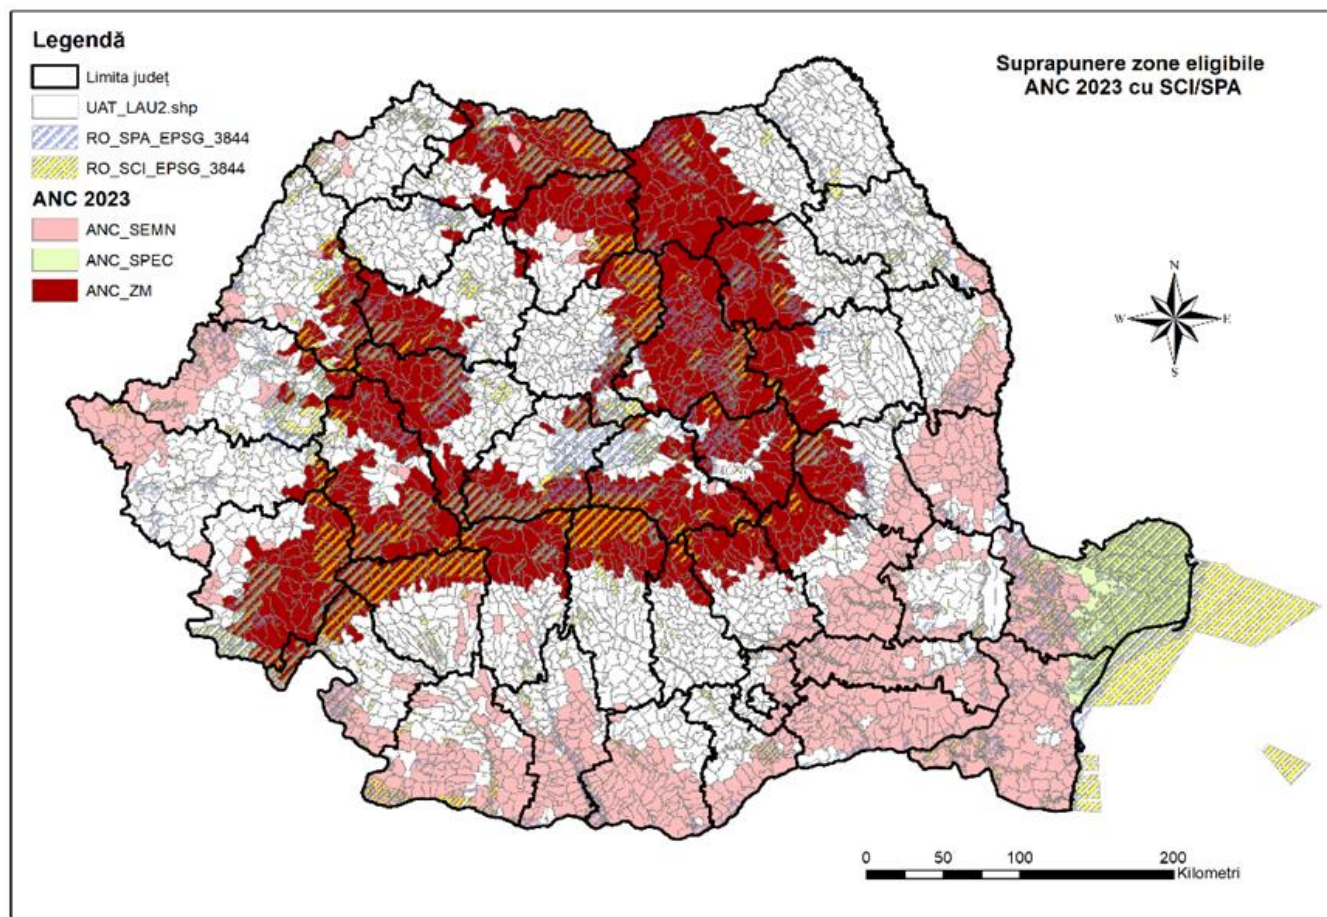 Legendă
Limita județ
UAT_LAU2.shp
RO_SPA_EPSG_3844
RO_SCI_EPSG_3844
ANC 2023
ANC_SEMN
ANC_SPEC
ANC_ZM
Suprapunere zone eligibile
ANC 2023 cu SCI/SPA
N
W E
S
0 50 100 200
Kilometri